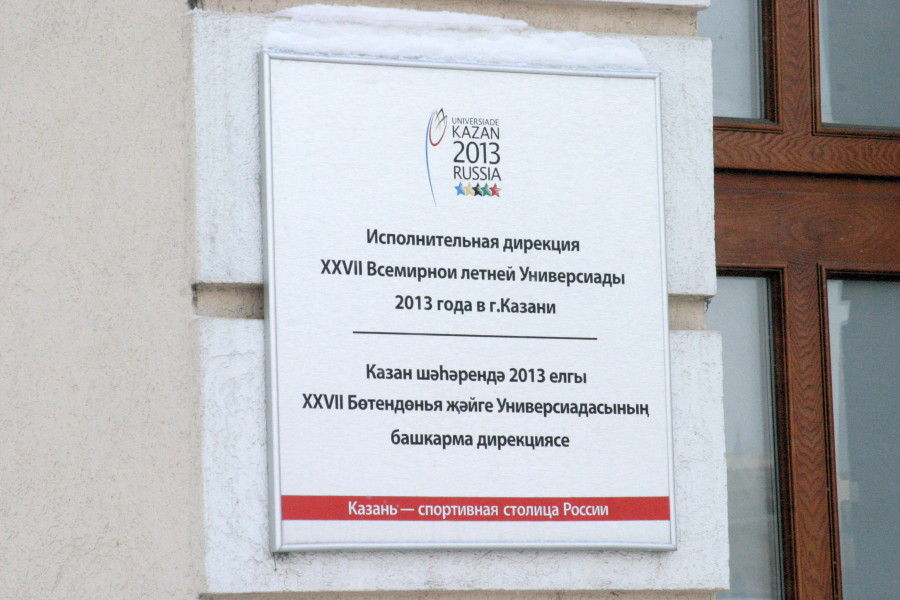 UNIVERSIADE
KAZAN
2013
RUSSIA
Исполнительная дирекция
XXVII Всемирнои летней Универсиады
2013 года в г.Казани
Казан шәһәрендә 2013 елгы
XXVII Бөтендөнья җәйге Универсиадасының
башкарма дирекциясе
Казань — спортивная столица России